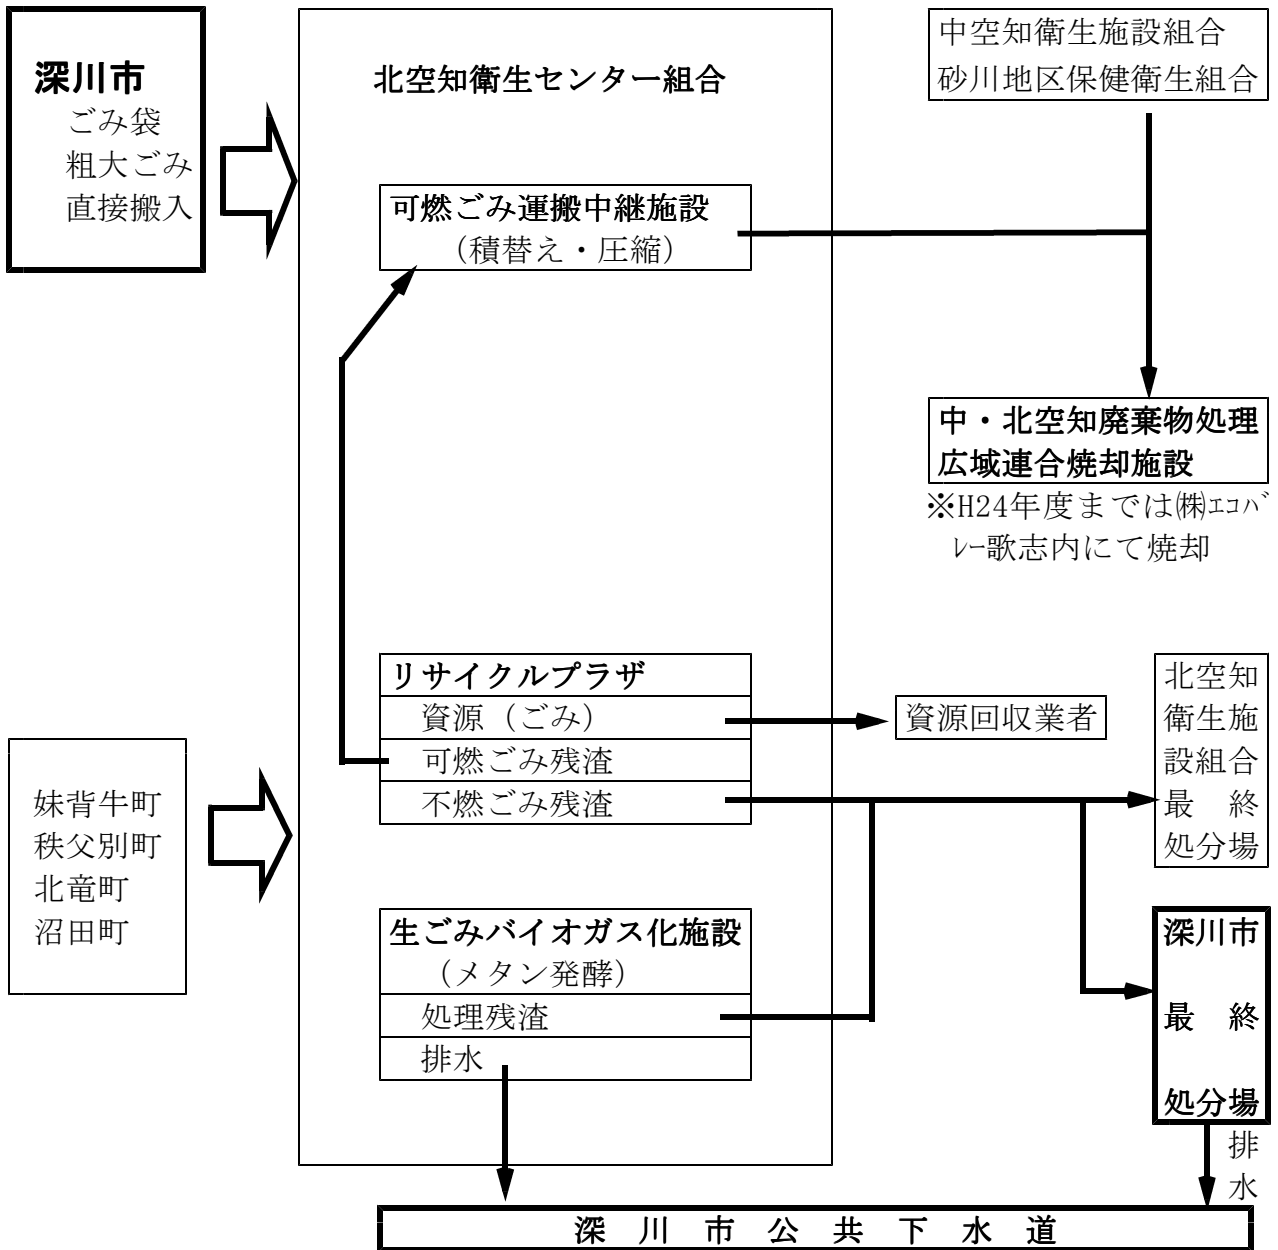 深川市
ごみ袋
粗大ごみ
直接搬入
北空知衛生センター組合
中空知衛生施設組合
砂川地区保健衛生組合
可燃ごみ運搬中継施設
（積替え・圧縮）
中・北空知廃棄物処理
広域連合焼却施設
※H24年度までは㈱ｴｺﾊﾞ
ﾚｰ歌志内にて焼却
リサイクルプラザ
資源（ごみ）
可燃ごみ残渣
不燃ごみ残渣
資源回収業者
北空知
衛生施
設組合
最　終
処分場
妹背牛町
秩父別町
北竜町
沼田町
生ごみバイオガス化施設
（メタン発酵）
処理残渣
排水
深川市
最　終
処分場
排
水
深　川　市　公　共　下　水　道